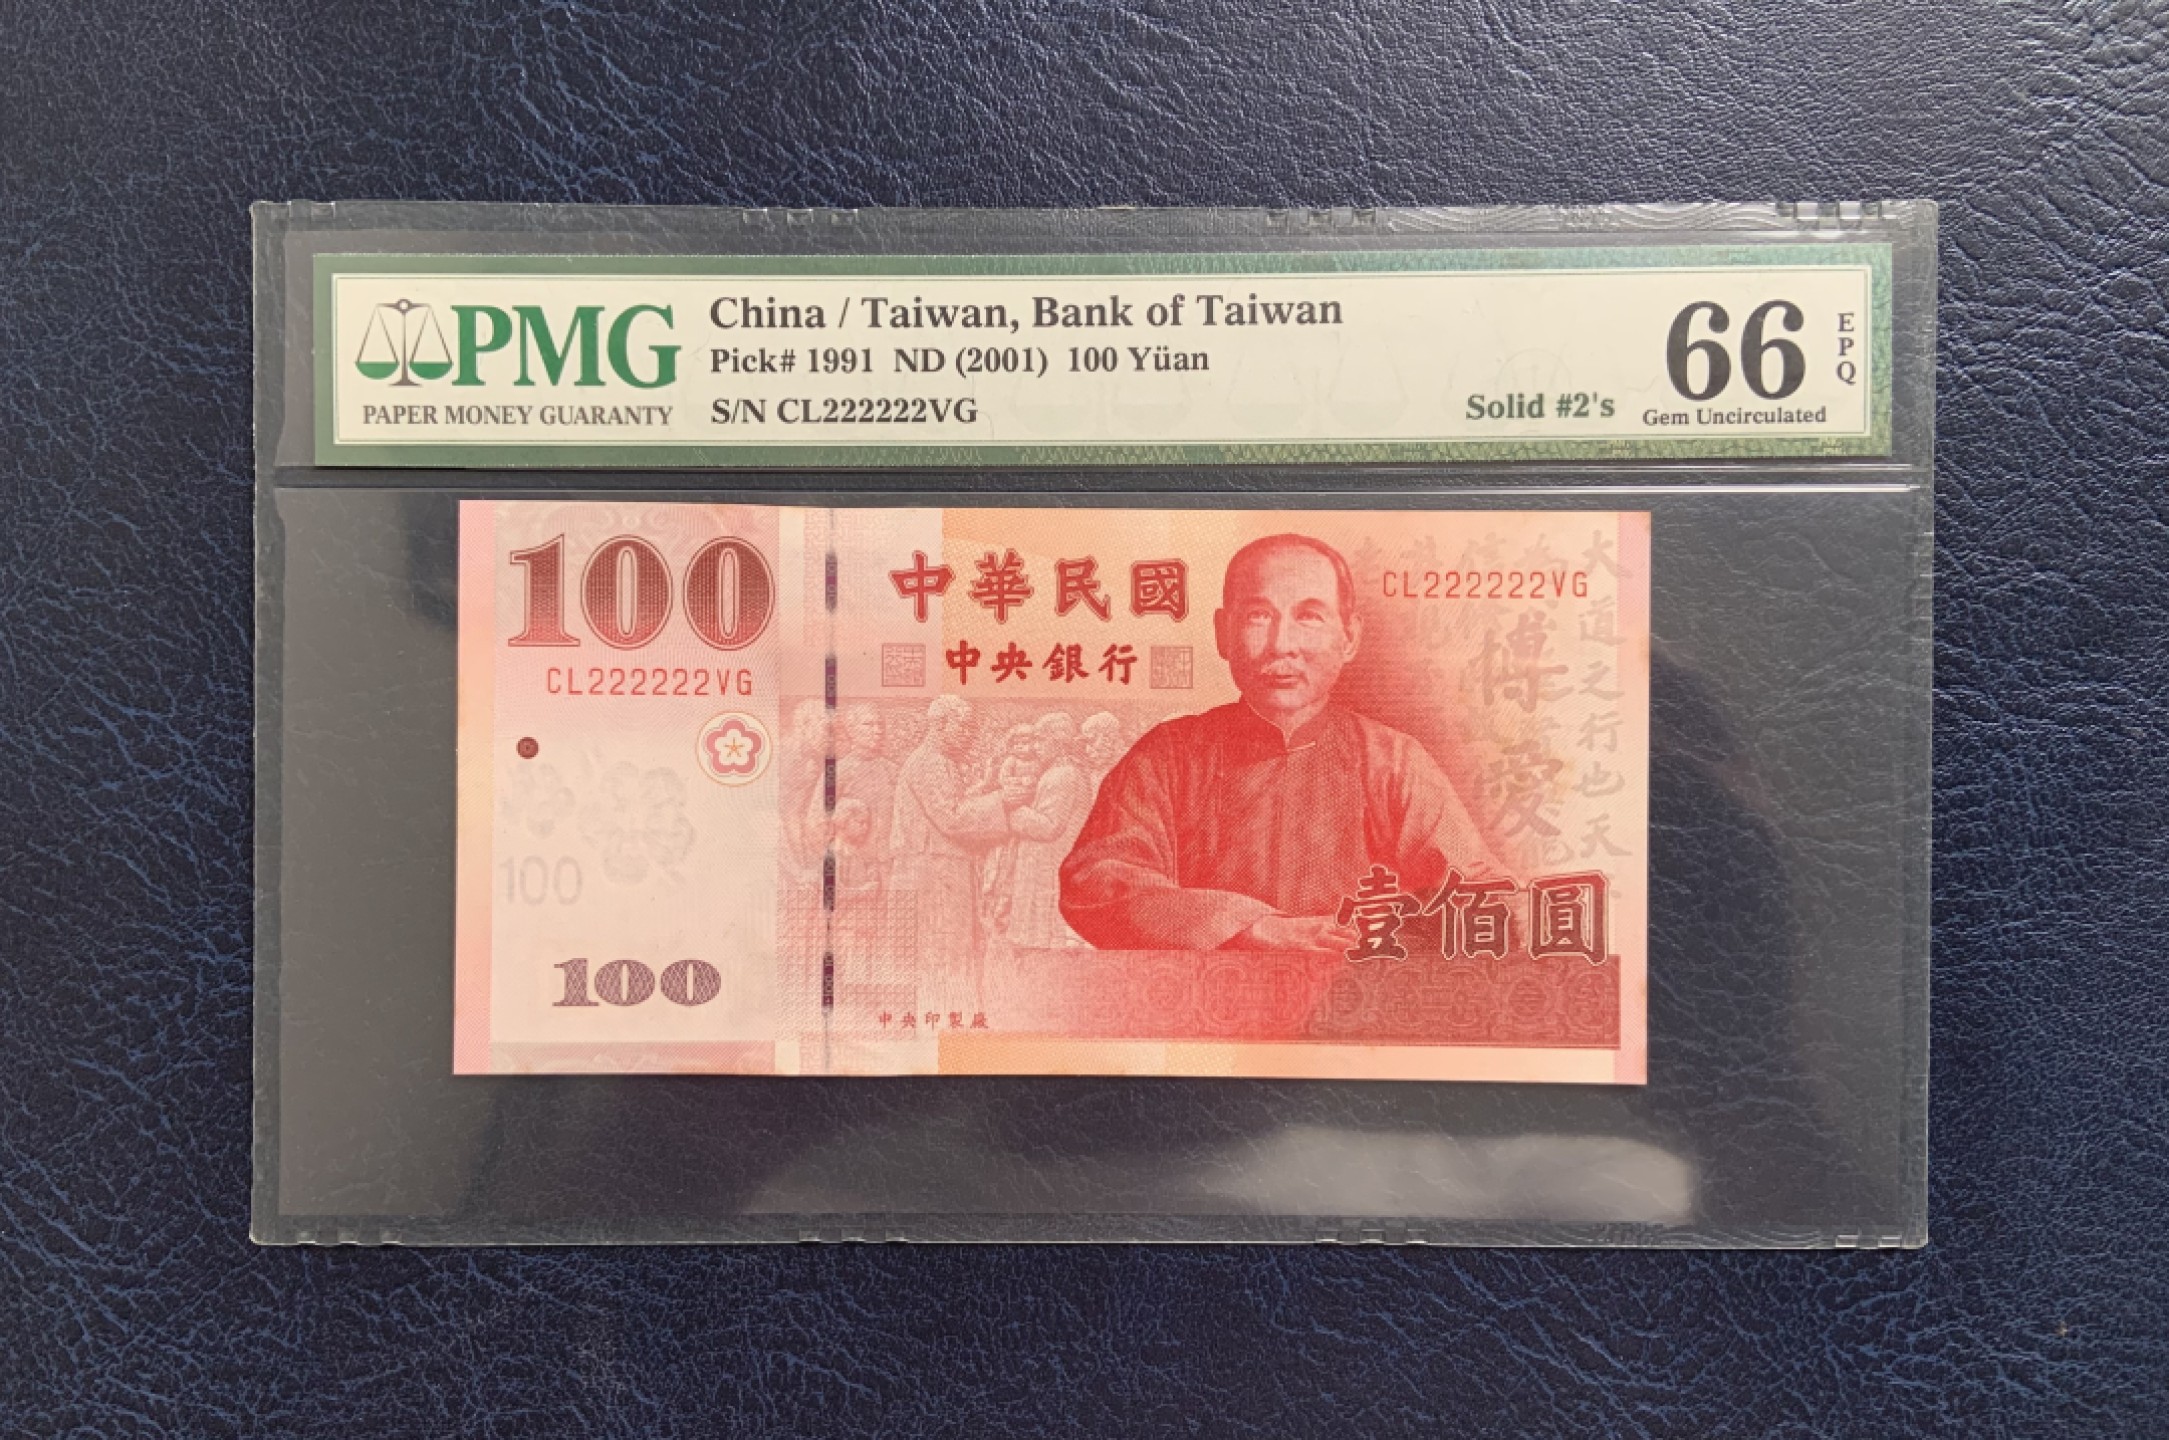 PMG
PAPER MONEY GUARANTY
China / Taiwan, Bank of Taiwan
Pick# 1991 ND (2001) 100 Yüan
S/N CL222222VG
Solid #2's
66
EPQ
Gem Uncirculated
100
CL222222VG
中華民國
中央銀行
CL222222VG
博愛
大道之行也天
100
100
中央印製廠
壹佰圓